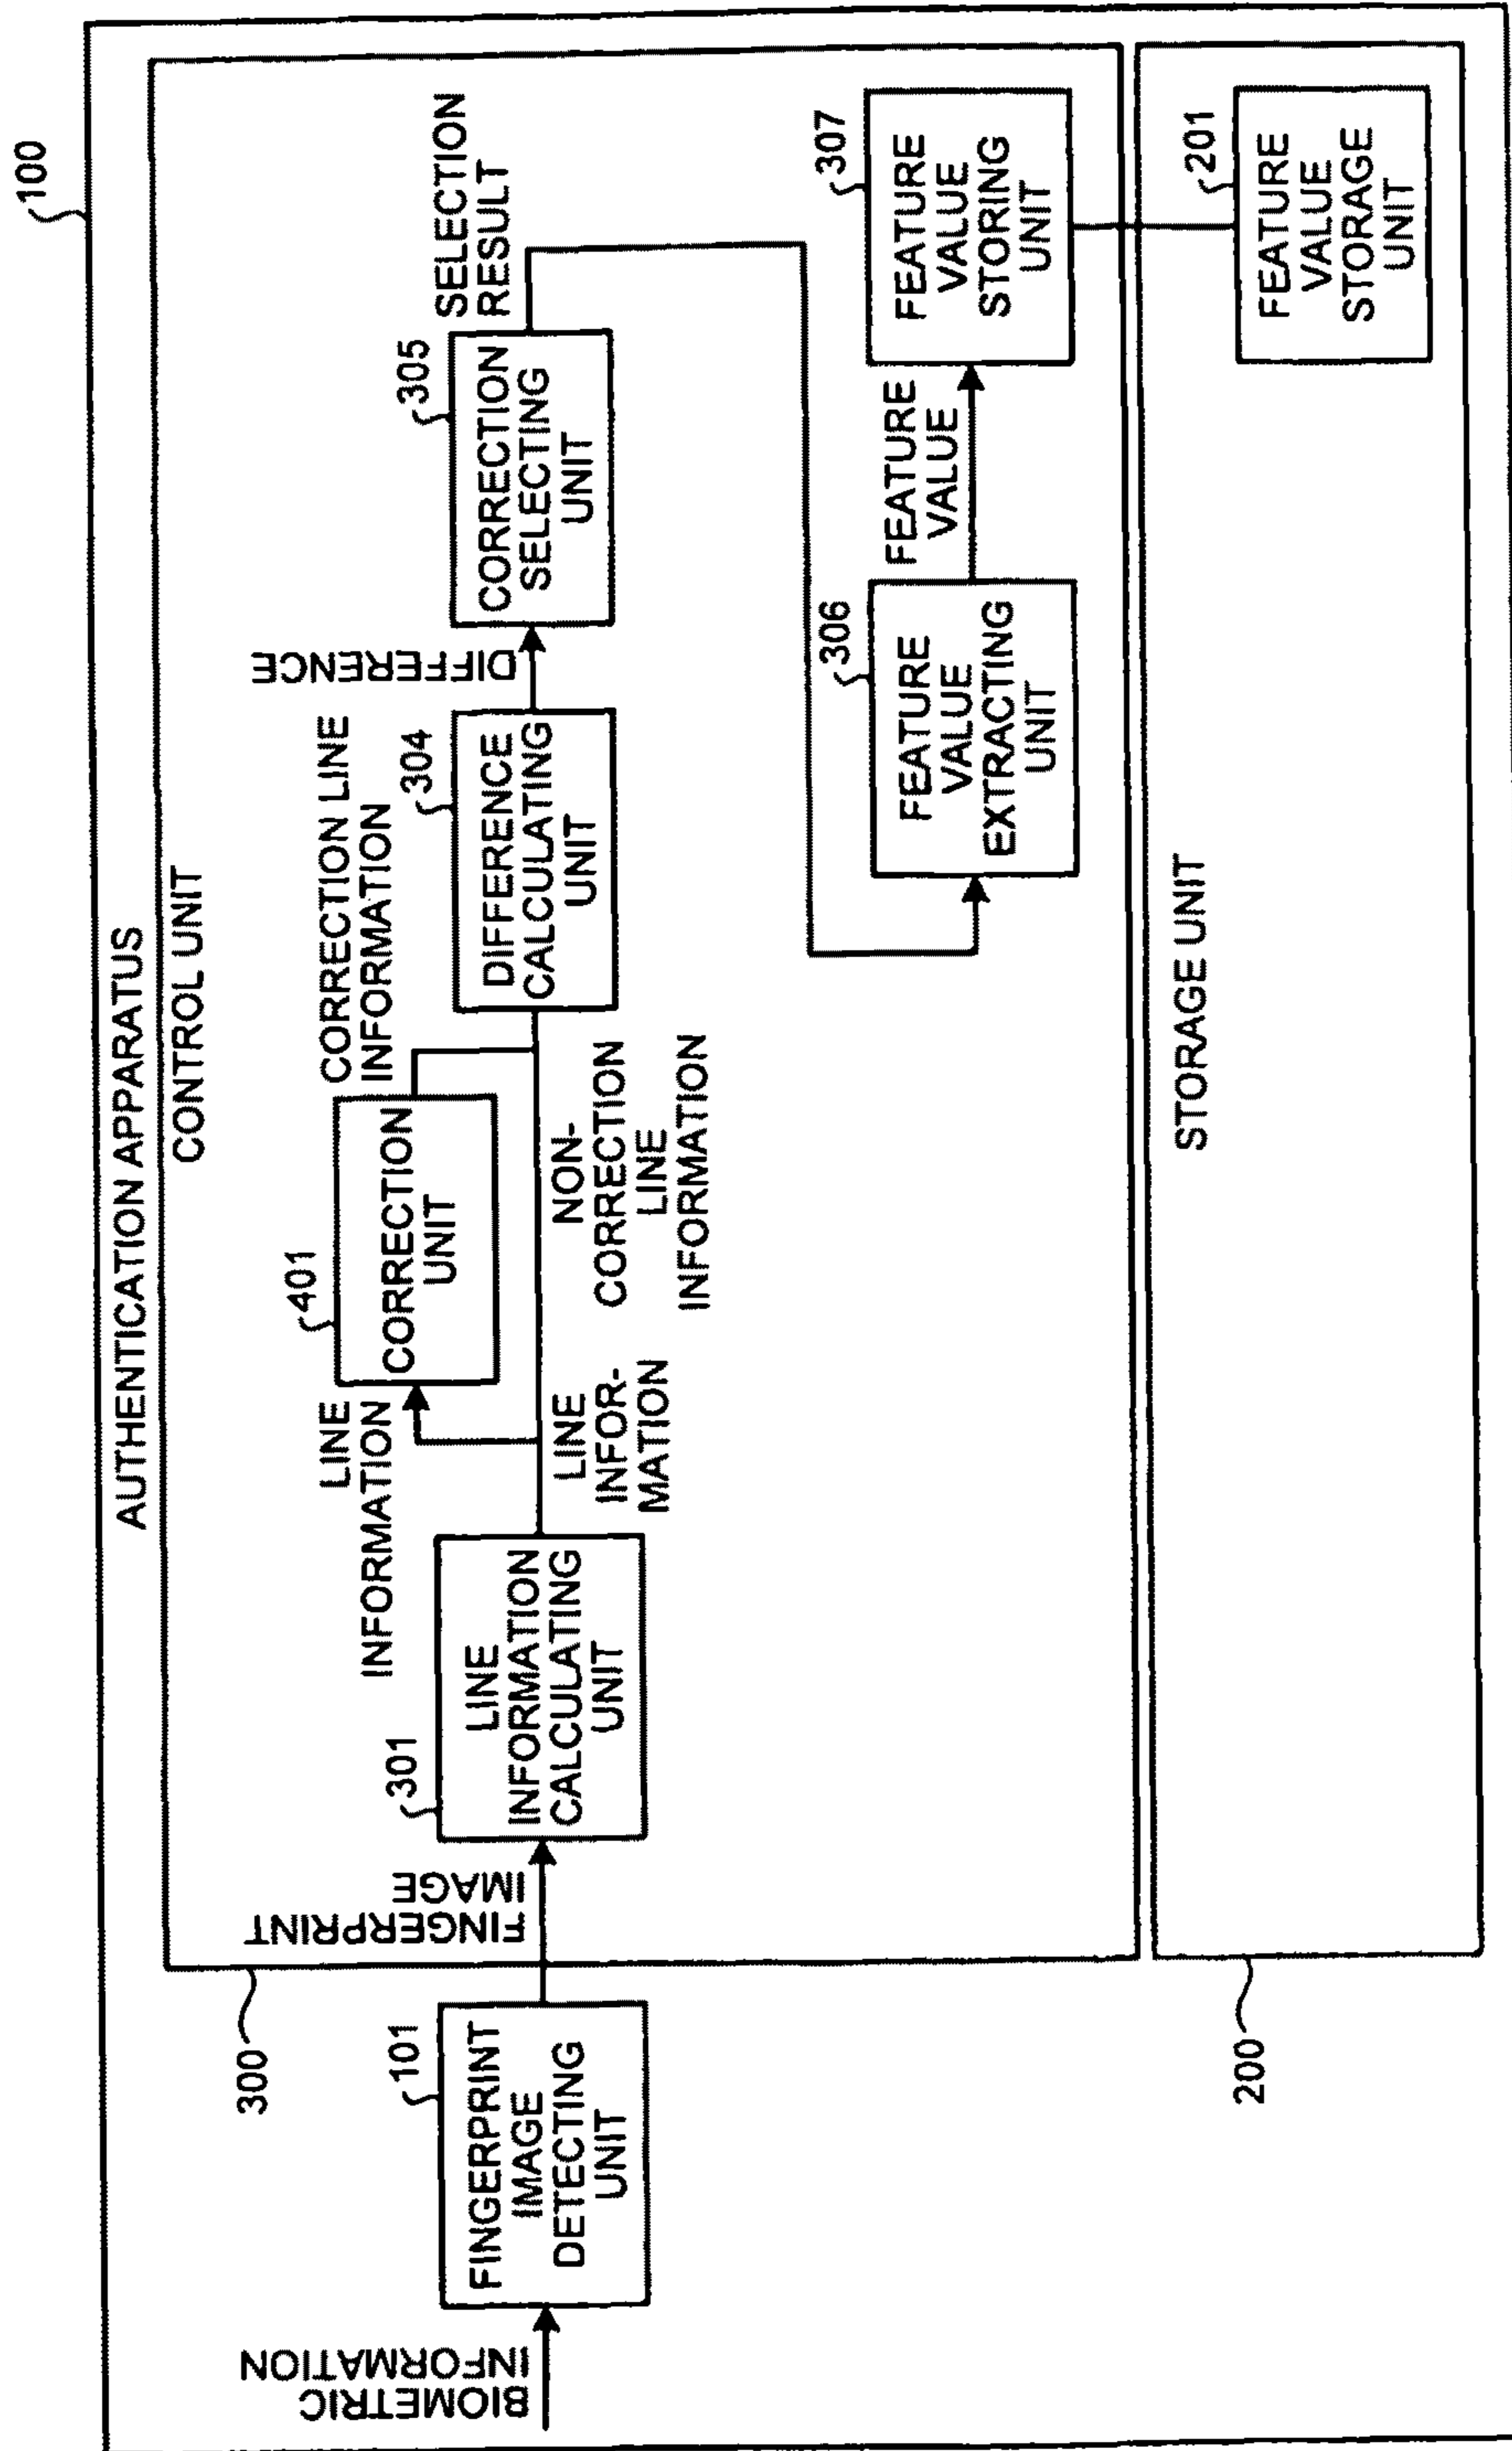 100
AUTHENTICATION APPARATUS
CONTROL UNIT
300
BIOMETRIC
INFORMATION
101
FINGERPRINT
IMAGE
DETECTING
UNIT
FINGERPRINT
IMAGE
301
LINE
INFORMATION
CALCULATING
UNIT
LINE
INFORMATION
LINE
INFOR-
MATION
401
CORRECTION
UNIT
CORRECTION LINE
INFORMATION
NON-
CORRECTION
LINE
INFORMATION
304
DIFFERENCE
CALCULATING
UNIT
DIFFERENCE
305
CORRECTION
SELECTING
UNIT
SELECTION
RESULT
306
FEATURE
VALUE
EXTRACTING
UNIT
FEATURE
VALUE
307
FEATURE
VALUE
STORING
UNIT
200
STORAGE UNIT
201
FEATURE
VALUE
STORAGE
UNIT